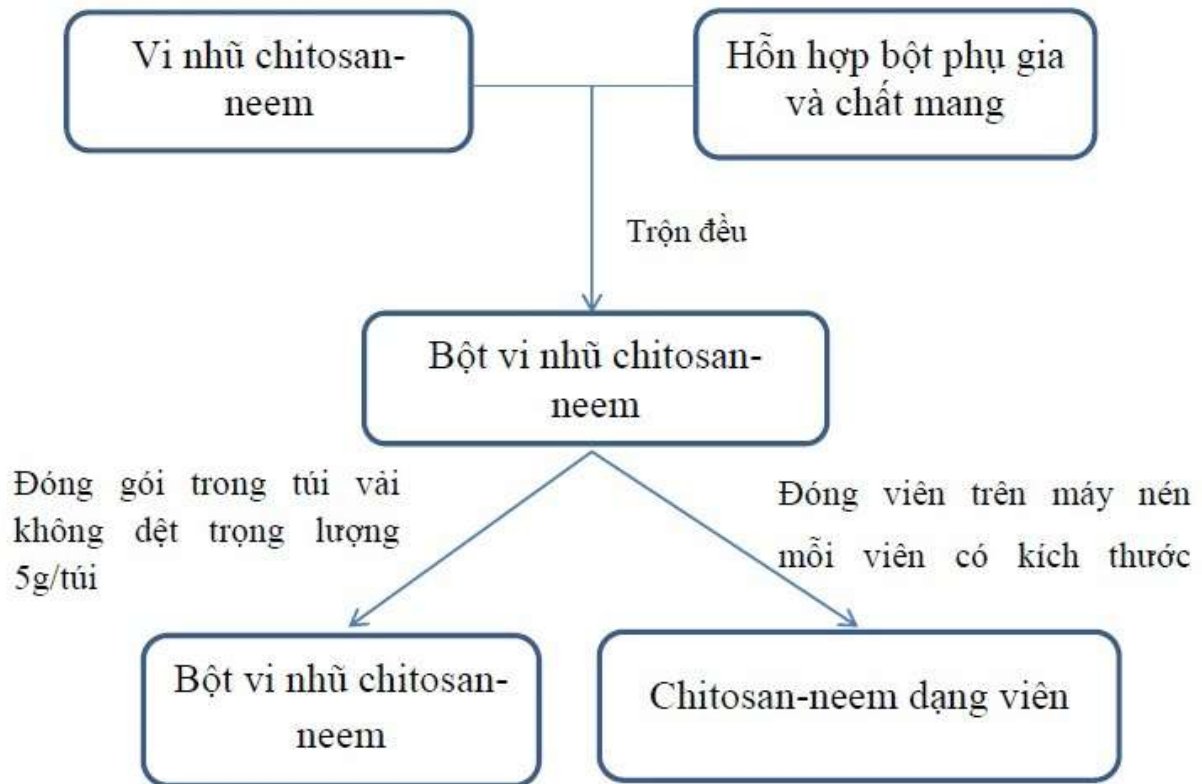 Vi nhũ chitosan-
neem
Hỗn hợp bột phụ gia
và chất mang
Trộn đều
Bột vi nhũ chitosan-
neem
Đóng gói trong túi vải
không dệt trọng lượng
5g/túi
Đóng viên trên máy nén
mỗi viên có kích thước
Bột vi nhũ chitosan-
neem
Chitosan-neem dạng viên